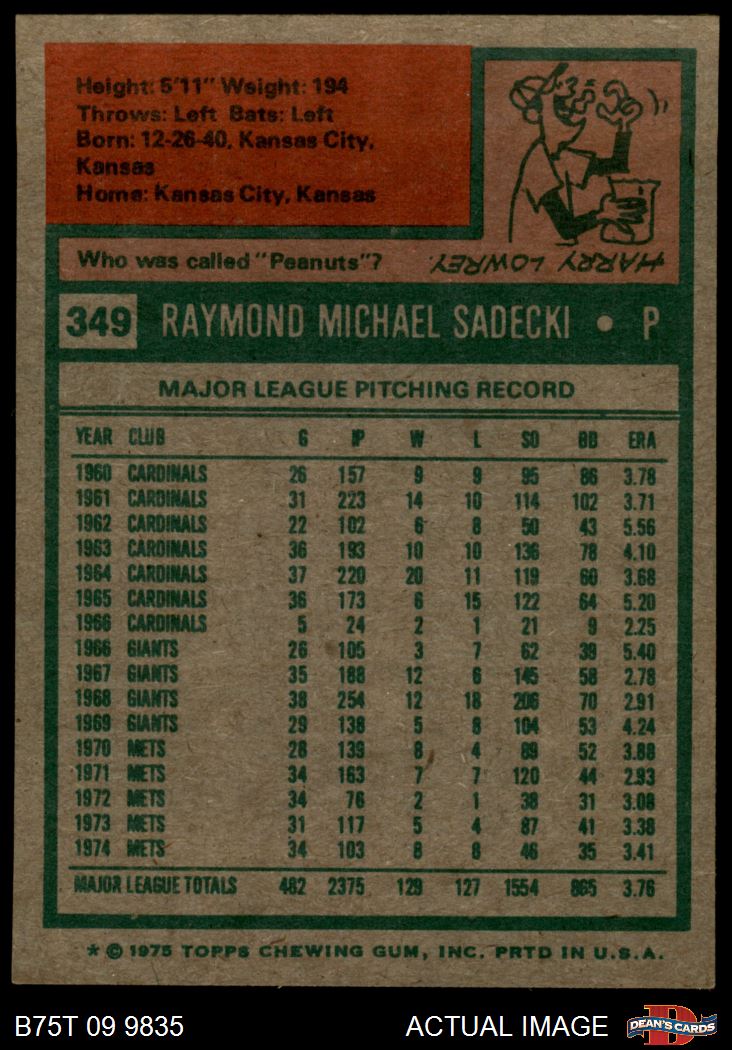 Height: 5'11" Weight: 194
Throws: Left Bats: Left
Born: 12-26-40, Kansas City,
Kansas
Home: Kansas City, Kansas
Who was called "Peanuts"?
HARRY LOWREY.
349 RAYMOND MICHAEL SADECKI • P
MAJOR LEAGUE PITCHING RECORD
YEAR CLUB G IP W L SO BB ERA
1960 CARDINALS 26 157 9 9 95 86 3.78
1961 CARDINALS 31 223 14 10 114 102 3.71
1962 CARDINALS 22 102 6 8 50 43 5.56
1963 CARDINALS 36 193 10 10 136 78 4.10
1964 CARDINALS 37 220 20 11 119 60 3.68
1965 CARDINALS 36 173 6 15 122 64 5.20
1966 CARDINALS 5 24 2 1 21 9 2.25
1966 GIANTS 26 105 3 7 62 39 5.40
1967 GIANTS 35 188 12 6 145 58 2.78
1968 GIANTS 38 254 12 18 206 70 2.91
1969 GIANTS 29 138 5 8 104 53 4.24
1970 METS 28 139 8 4 89 52 3.88
1971 METS 34 163 7 7 120 44 2.93
1972 METS 34 76 2 1 38 31 3.08
1973 METS 31 117 5 4 87 41 3.38
1974 METS 34 103 8 8 46 35 3.41
MAJOR LEAGUE TOTALS 482 2375 129 127 1554 865 3.76
* © 1975 TOPPS CHEWING GUM, INC. PRTD IN U.S.A.
B75T 09 9835 ACTUAL IMAGE DEAN'S CARDS